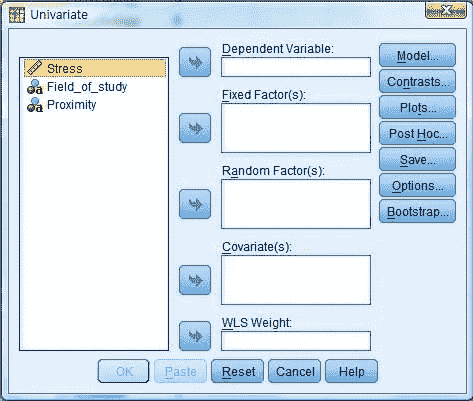 Univariate
Stress
Field_of_study
Proximity
Dependent Variable:
Fixed Factor(s):
Random Factor(s):
Covariate(s):
WLS Weight:
Model...
Contrasts...
Plots...
Post Hoc...
Save...
Options...
Bootstrap...
OK
Paste
Reset
Cancel
Help